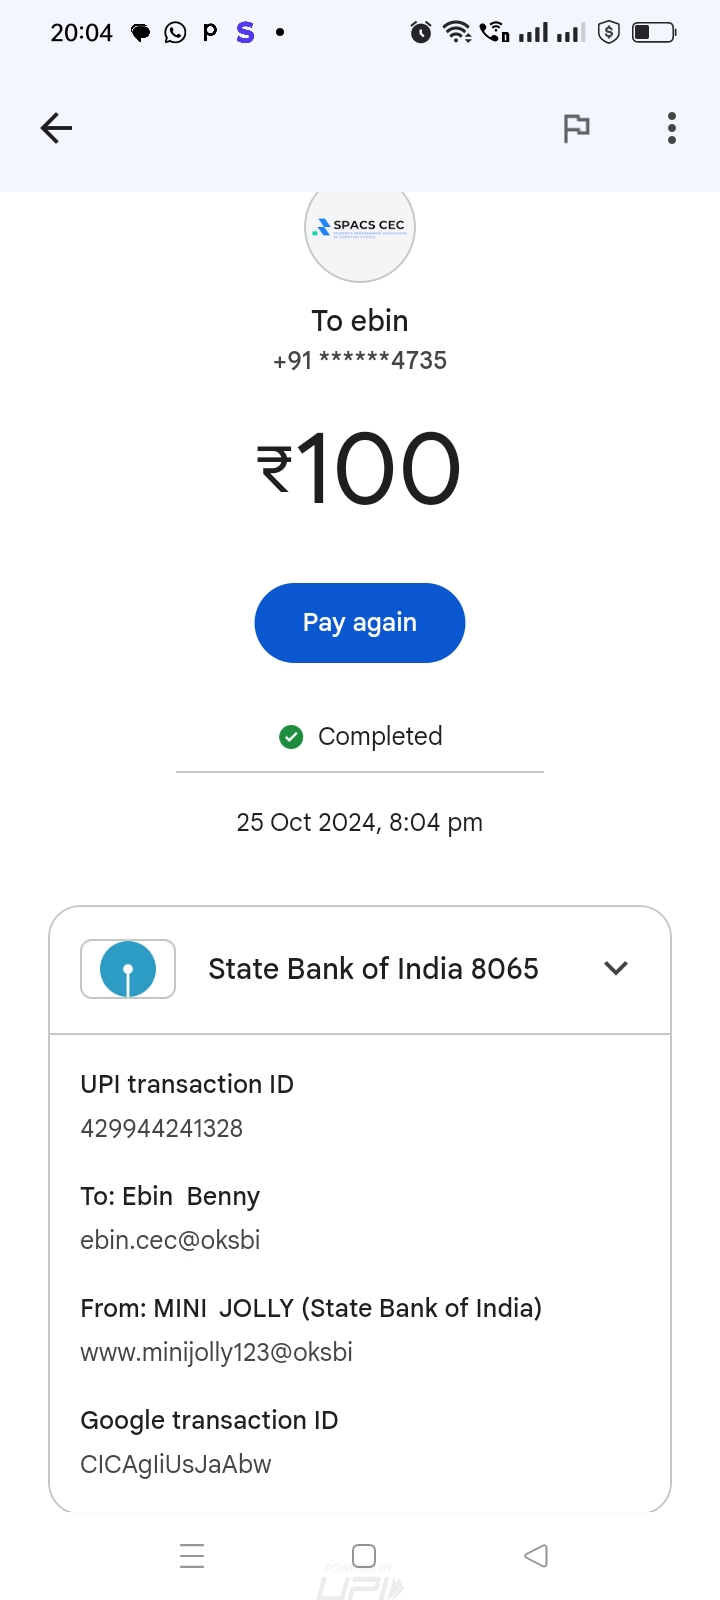 20:04
SPACS CEC
To ebin
+91 ******4735
₹100
Pay again
Completed
25 Oct 2024, 8:04 pm
State Bank of India 8065
UPI transaction ID
429944241328
To: Ebin  Benny
ebin.cec@oksbi
From: MINI  JOLLY (State Bank of India)
www.minijolly123@oksbi
Google transaction ID
CICAgIiUsJaAbw
POWERED BY
UPI